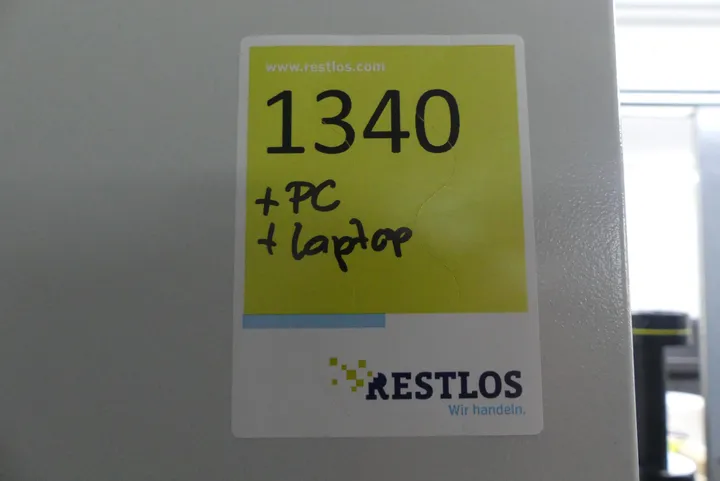 www.restlos.com
1340
+ PC
+ laptop
RESTLOS
Wir handeln.